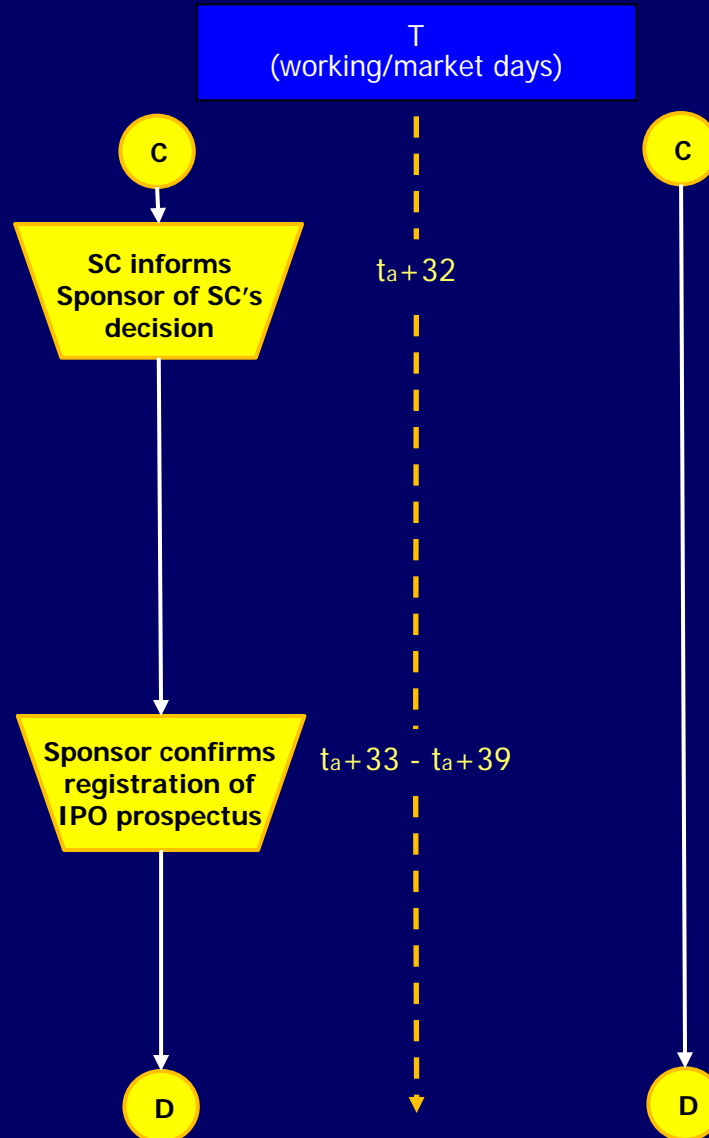 T
(working/market days)
C
C
SC informs
Sponsor of SC's
decision
ta+32
Sponsor confirms
registration of
IPO prospectus
ta+33 - ta+39
D
D